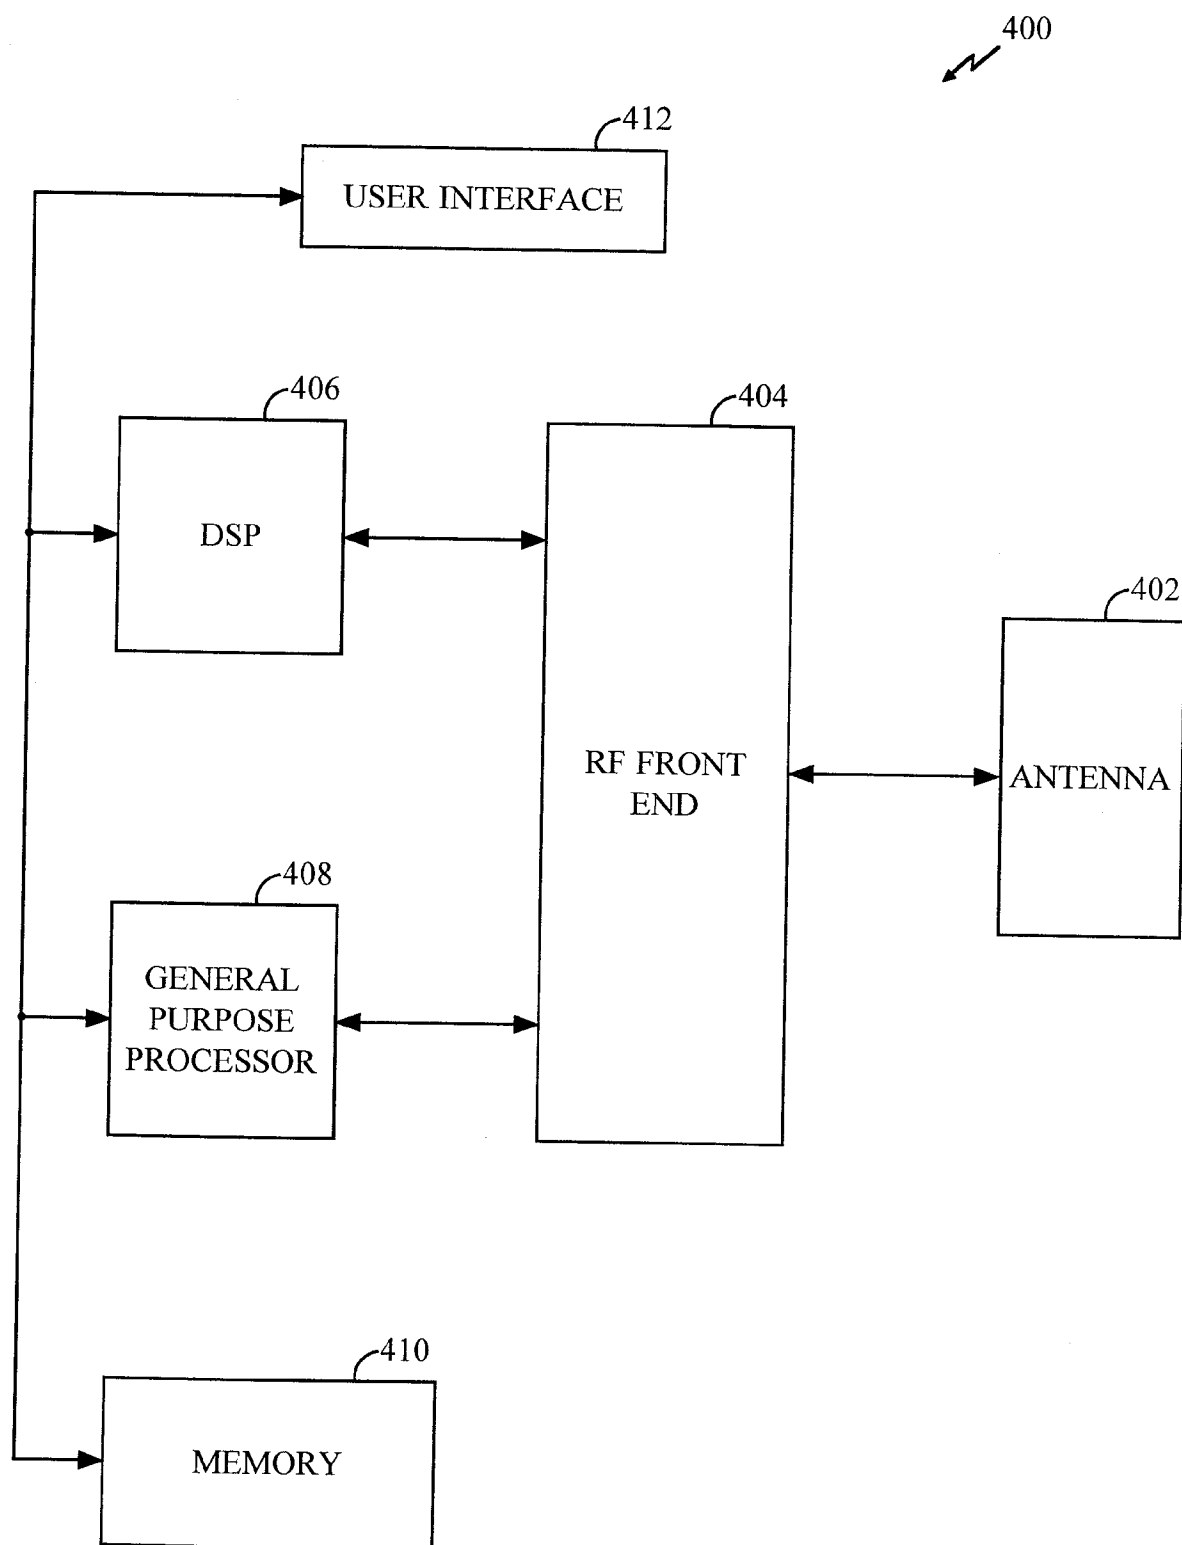 400
412
USER INTERFACE
406
404
DSP
402
RF FRONT
END
ANTENNA
408
GENERAL
PURPOSE
PROCESSOR
410
MEMORY